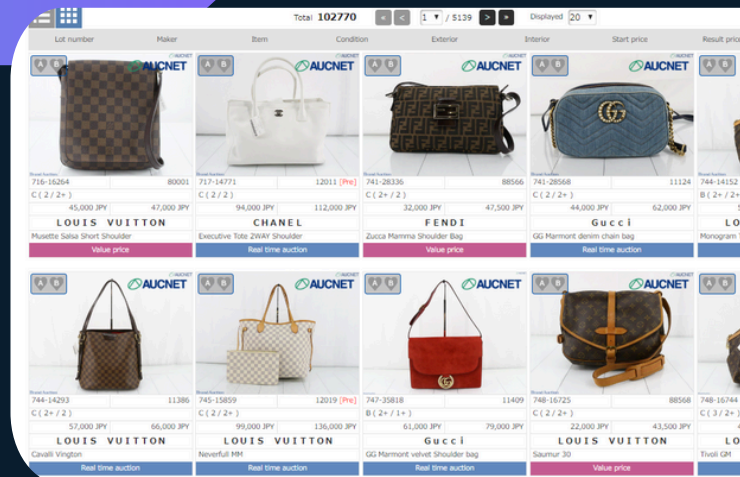 Total 102770 « < 1 / 5139 > » Displayed 20
Lot number Maker Item Condition Exterior Interior Start price Result price
A B AUCNET A B AUCNET A B AUCNET A B AUCNET A B
716-16264 80001 717-14771 12011 [Pre] 741-28336 88566 741-28568 11124 744-14152
C ( 2 / 2+ ) C ( 2 / 2 ) C ( 2+ / 2 ) C ( 2 / 2+ ) B ( 2+ / 2+
45,000 JPY 47,000 JPY 94,000 JPY 112,000 JPY 32,000 JPY 47,500 JPY 44,000 JPY 62,000 JPY
LOUIS VUITTON CHANEL FENDI Gucci LO
Musette Salsa Short Shoulder Executive Tote 2WAY Shoulder Zucca Mamma Shoulder Bag GG Marmont denim chain bag Monogram
Value price Real time auction Value price Real time auction
A B AUCNET A B AUCNET A B AUCNET A B AUCNET A B
744-14293 11386 745-15859 12019 [Pre] 747-35818 11409 748-16725 88568 748-16744
C ( 2+ / 2 ) C ( 2 / 2+ ) B ( 2+ / 1+ ) C ( 2 / 2+ ) C ( 3 / 2+ )
57,000 JPY 66,000 JPY 99,000 JPY 136,000 JPY 61,000 JPY 79,000 JPY 22,000 JPY 43,500 JPY
LOUIS VUITTON LOUIS VUITTON Gucci LOUIS VUITTON LO
Cavalli Vington Neverfull MM GG Marmont velvet Shoulder bag Saumur 30 Tivoli GM
Real time auction Real time auction Real time auction Value price